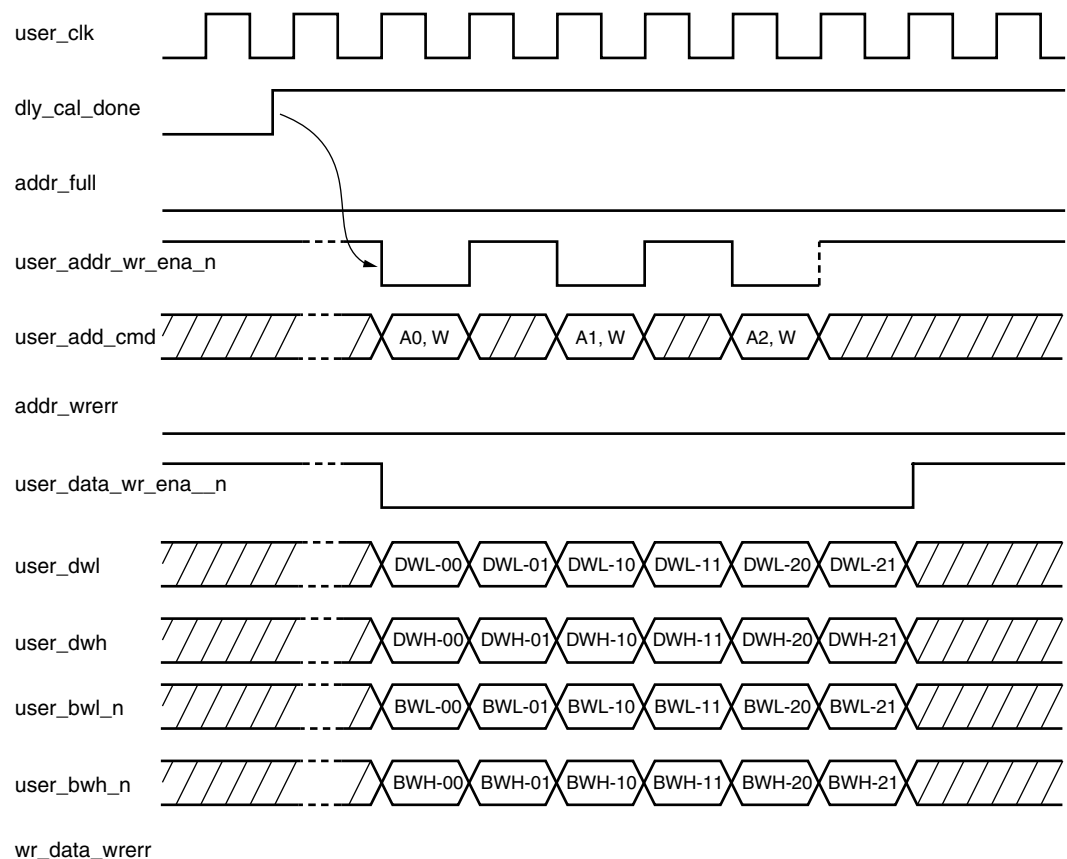 user_clk
dly_cal_done
addr_full
user_addr_wr_ena_n
user_add_cmd A0, W A1, W A2, W
addr_wrerr
user_data_wr_ena__n
user_dwl DWL-00 DWL-01 DWL-10 DWL-11 DWL-20 DWL-21
user_dwh DWH-00 DWH-01 DWH-10 DWH-11 DWH-20 DWH-21
user_bwl_n BWL-00 BWL-01 BWL-10 BWL-11 BWL-20 BWL-21
user_bwh_n BWH-00 BWH-01 BWH-10 BWH-11 BWH-20 BWH-21
wr_data_wrerr